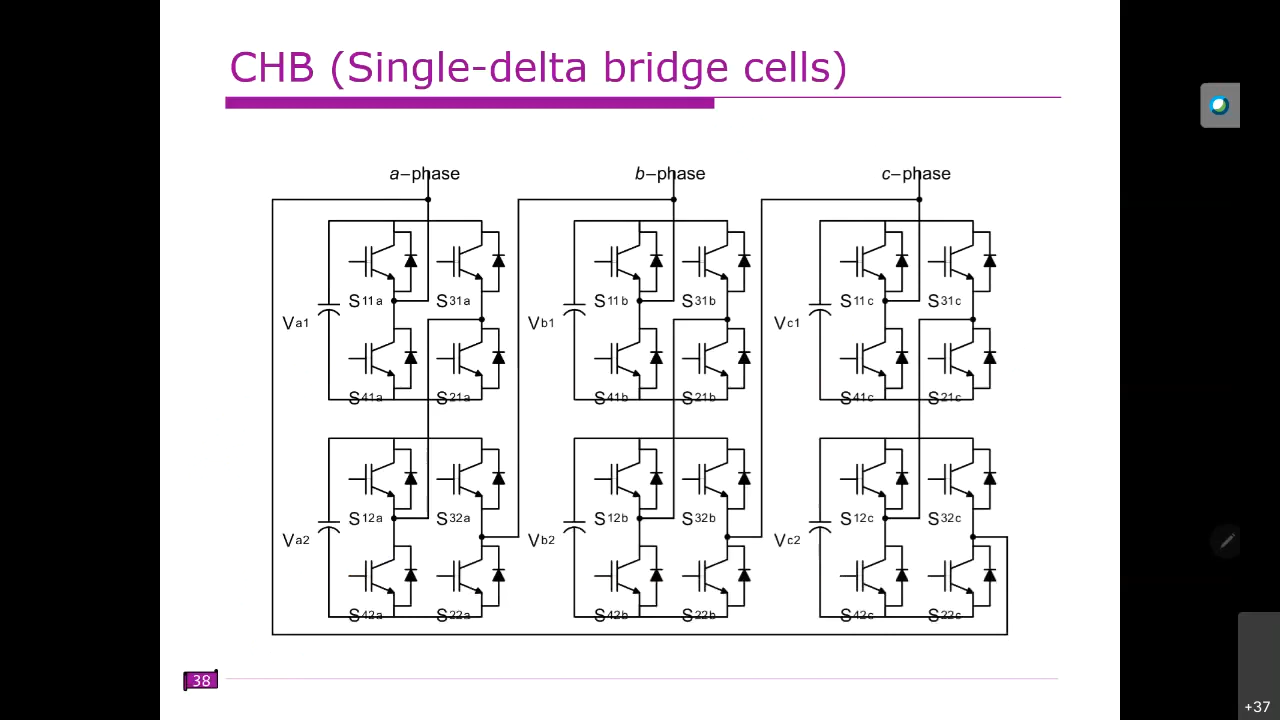 CHB (Single-delta bridge cells)
a–phase b–phase c–phase
S11a S31a S11b S31b S11c S31c
Va1 Vb1 Vc1
S41a S21a S41b S21b S41c S21c
S12a S32a S12b S32b S12c S32c
Va2 Vb2 Vc2
S42a S22a S42b S22b S42c S22c
38
+37